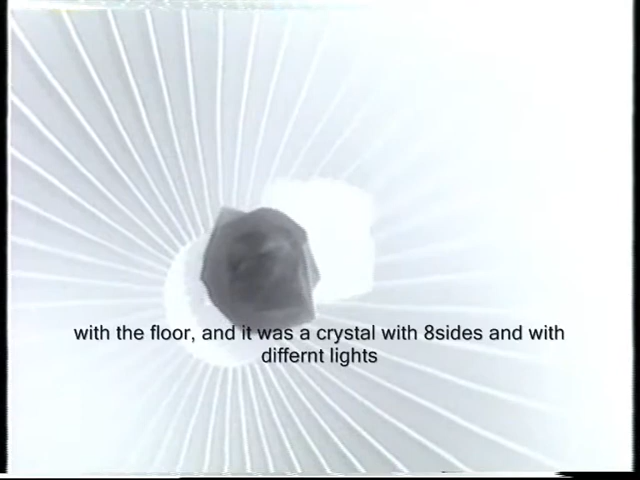 with the floor, and it was a crystal with 8sides and with
differnt lights